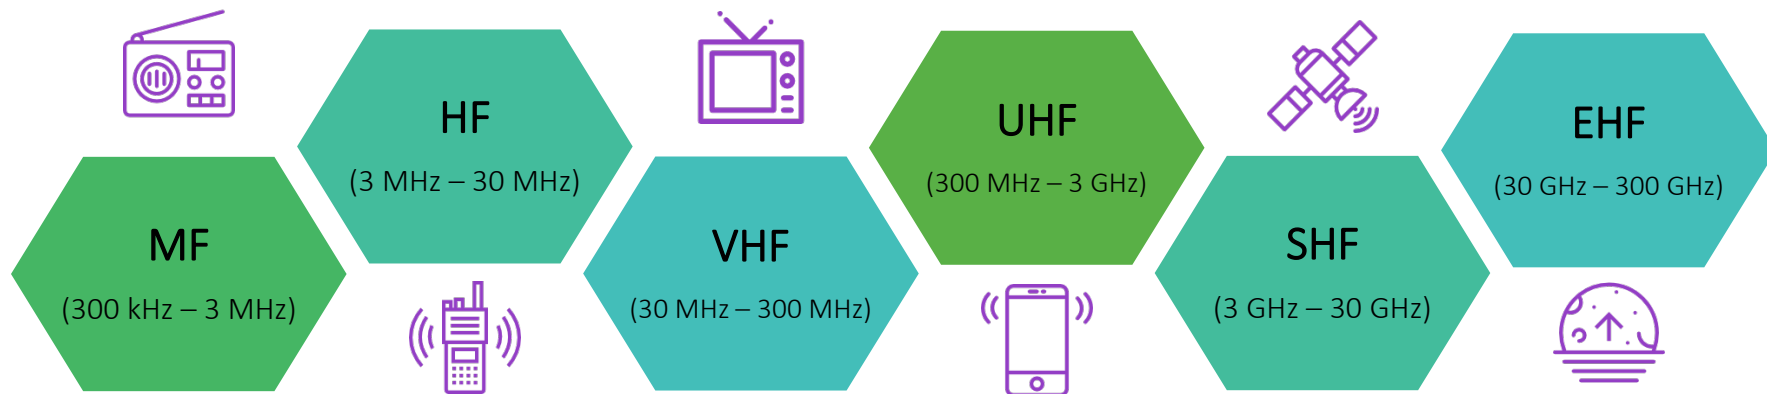 MF
(300 kHz – 3 MHz)
HF
(3 MHz – 30 MHz)
VHF
(30 MHz – 300 MHz)
UHF
(300 MHz – 3 GHz)
SHF
(3 GHz – 30 GHz)
EHF
(30 GHz – 300 GHz)